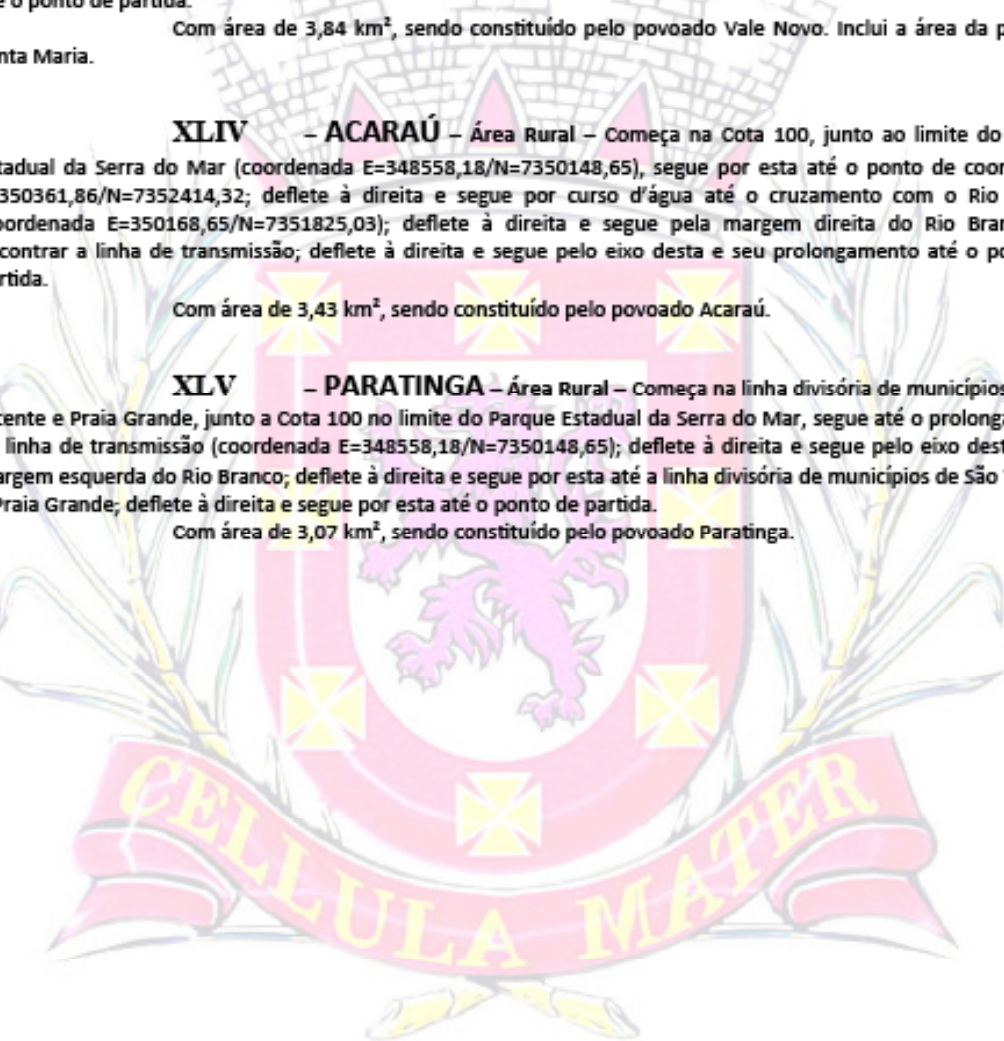 o ponto de partida.
Com área de 3,84 km², sendo constituído pelo povoado Vale Novo. Inclui a área da
nta Maria.
XLIV – ACARAÚ – Área Rural – Começa na Cota 100, junto ao limite do
tadual da Serra do Mar (coordenada E=348558,18/N=7350148,65), segue por esta até o ponto de coor
350361,86/N=7352414,32; deflete à direita e segue por curso d’água até o cruzamento com o Rio
oordenada E=350168,65/N=7351825,03); deflete à direita e segue pela margem direita do Rio Bran
contrar a linha de transmissão; deflete à direita e segue pelo eixo desta e seu prolongamento até o po
rtida.
Com área de 3,43 km², sendo constituído pelo povoado Acaraú.
XLV – PARATINGA – Área Rural – Começa na linha divisória de municípios
cente e Praia Grande, junto a Cota 100 no limite do Parque Estadual da Serra do Mar, segue até o prolonga
linha de transmissão (coordenada E=348558,18/N=7350148,65); deflete à direita e segue pelo eixo dest
argem esquerda do Rio Branco; deflete à direita e segue por esta até a linha divisória de municípios de São
Praia Grande; deflete à direita e segue por esta até o ponto de partida.
Com área de 3,07 km², sendo constituído pelo povoado Paratinga.
CELLULA MATER